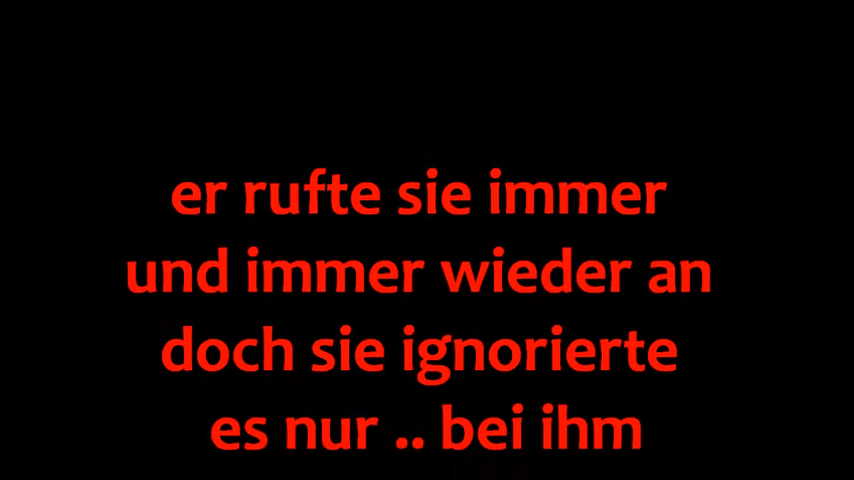 er rufte sie immer
und immer wieder an
doch sie ignorierte
es nur .. bei ihm